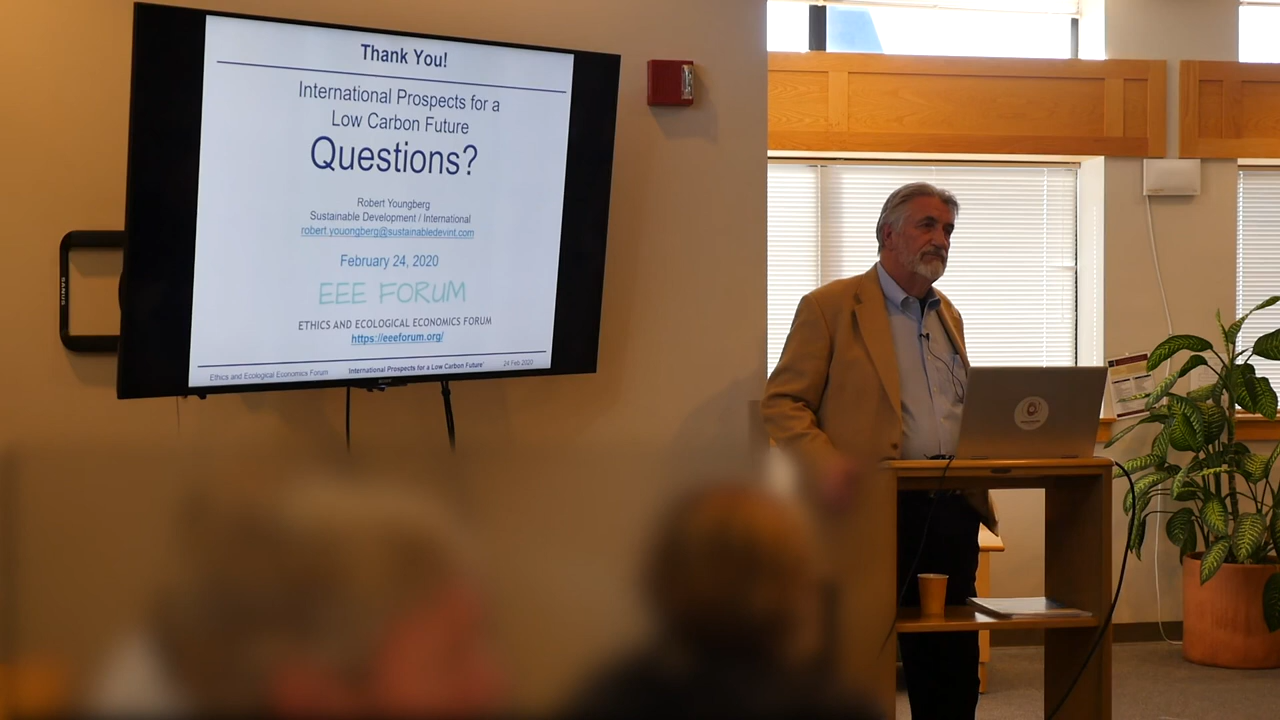 Thank You!
International Prospects for a
Low Carbon Future
Questions?
Robert Youngberg
Sustainable Development / International
robert.youongberg@sustainabledevint.com
February 24, 2020
EEE FORUM
ETHICS AND ECOLOGICAL ECONOMICS FORUM
https://eeeforum.org/
Ethics and Ecological Economics Forum
International Prospects for a Low Carbon Future
24 Feb 2020
SANUS